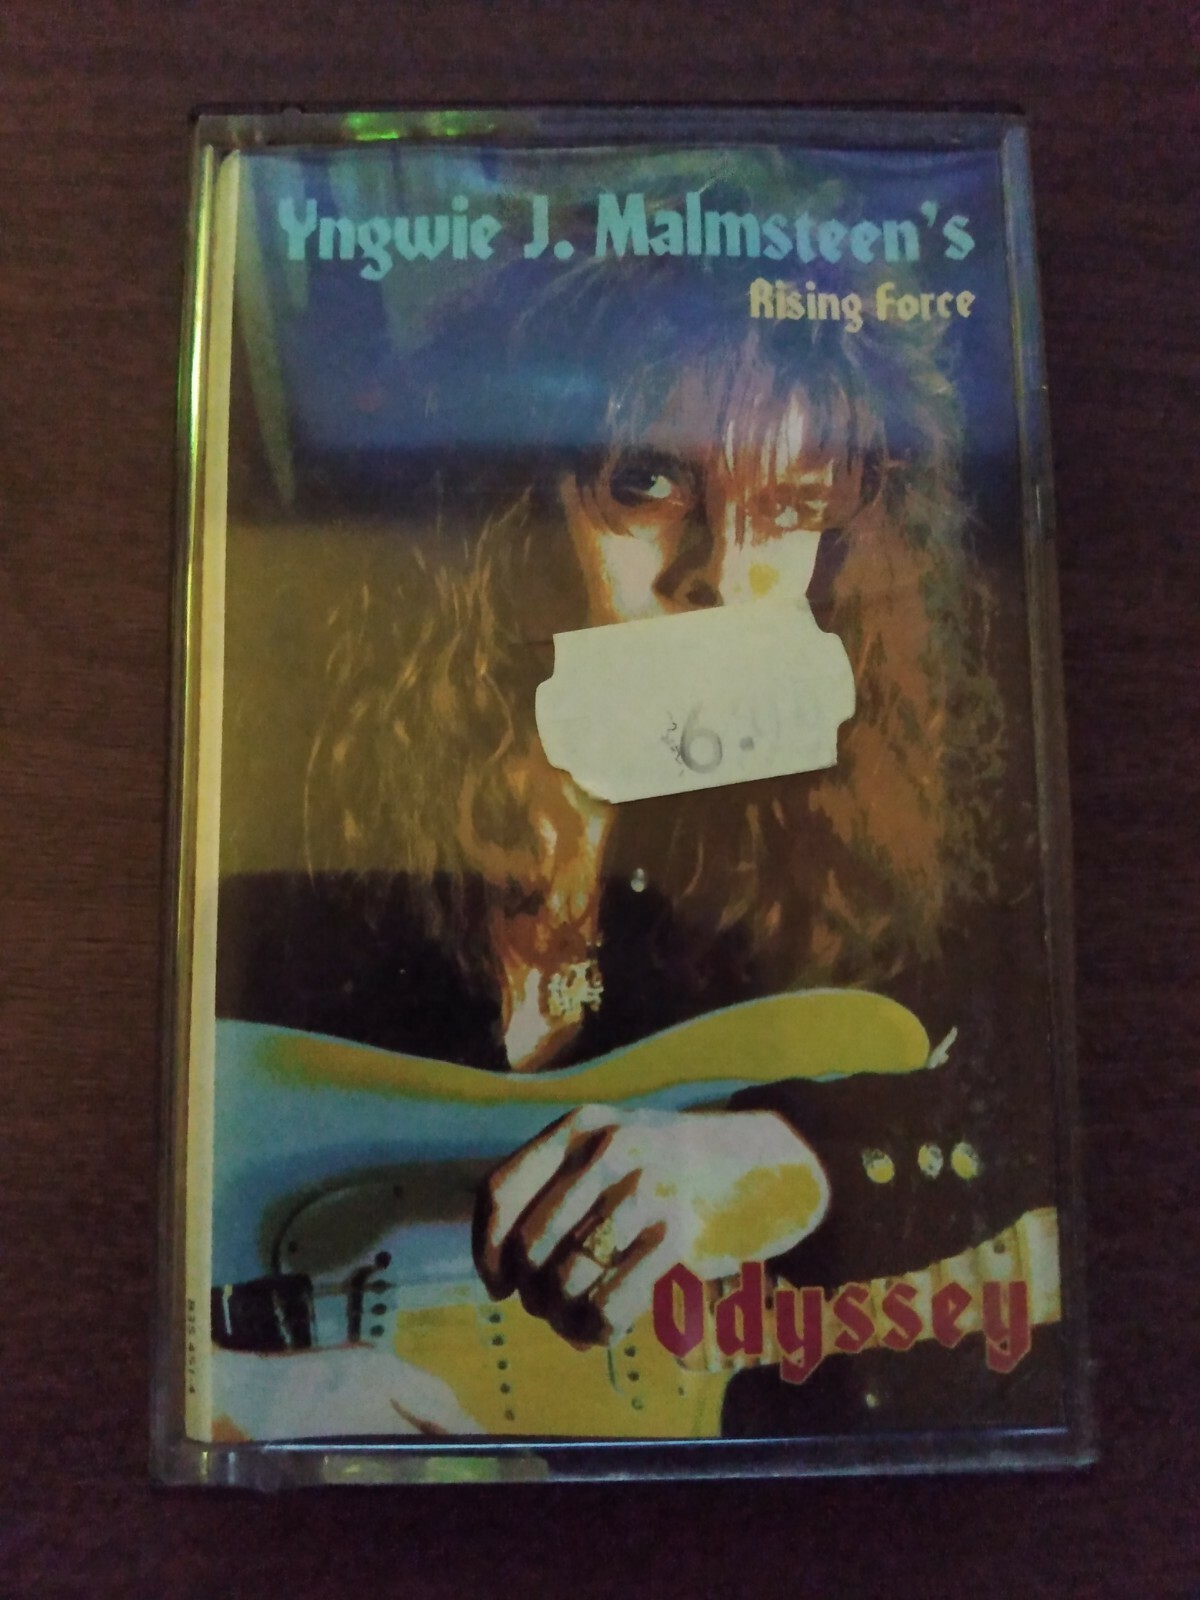 Yngwie J. Malmsteen's
Rising Force
Odyssey